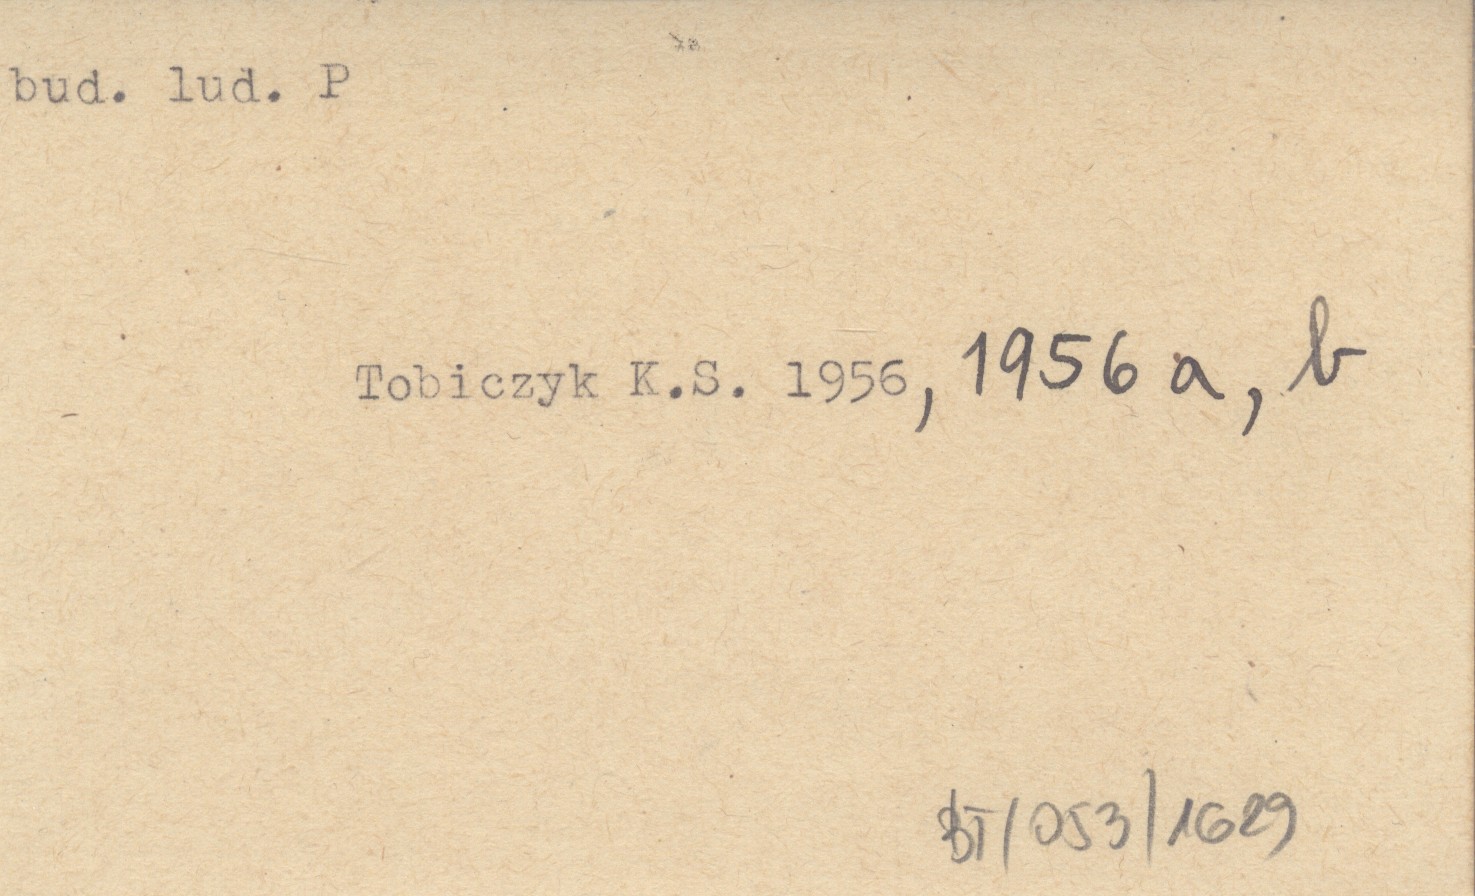 bud. lud. P
Tobiczyk K.S. 1956, 1956 a, b
BT/053/1629